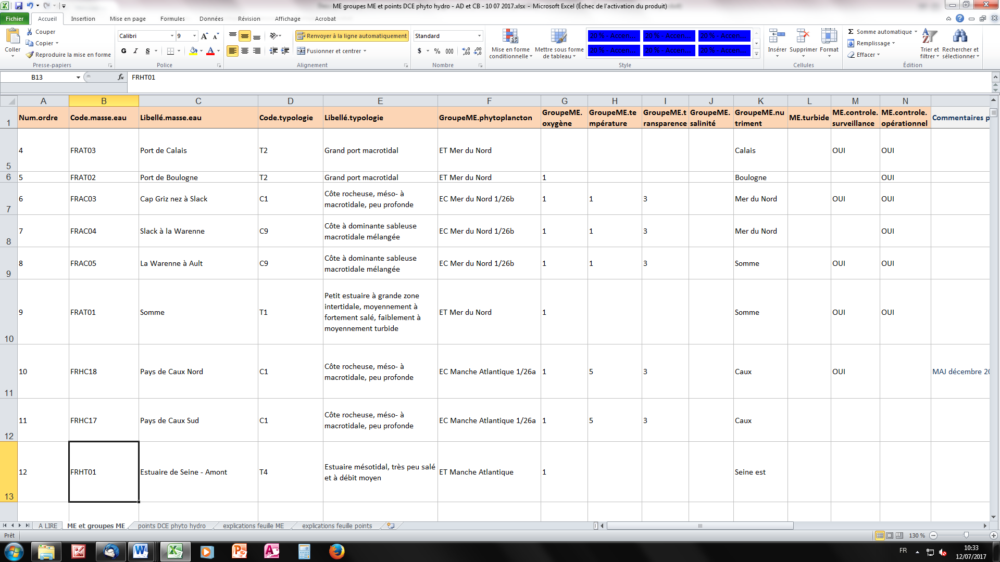 ME groupes ME et points DCE phyto hydro - AD et CB - 10 07 2017.xlsx - Microsoft Excel (Échec de l'activation du produit)
Fichier Accueil Insertion Mise en page Formules Données Révision Affichage Acrobat
Coller
Couper
Copier
Reproduire la mise en forme
Presse-papiers
Calibri 9
G I S
Police
Renvoyer à la ligne automatiquement
Fusionner et centrer
Alignement
Standard
$ % 000
Nombre
Mise en forme conditionnelle
Mettre sous forme de tableau
20 % - Accen... 20 % - Accen... 20 % - Accen...
20 % - Accen... 20 % - Accen... 20 % - Accen...
Style
Insérer Supprimer Format
Cellules
Σ Somme automatique
Remplissage
Effacer
Trier et filtrer
Rechercher et sélectionner
Édition
B13 fx FRHT01
A B C D E F G H I J K L M N
1 Num.ordre Code.masse.eau Libellé.masse.eau Code.typologie Libellé.typologie GroupeME.phytoplancton GroupeME.oxygène GroupeME.température GroupeME.transparence GroupeME.salinité GroupeME.nutriment ME.turbide ME.controle.surveillance ME.controle.opérationnel Commentaires p
5 4 FRAT03 Port de Calais T2 Grand port macrotidal ET Mer du Nord Calais OUI OUI
6 5 FRAT02 Port de Boulogne T2 Grand port macrotidal ET Mer du Nord 1 Boulogne OUI
7 6 FRAC03 Cap Griz nez à Slack C1 Côte rocheuse, méso- à macrotidale, peu profonde EC Mer du Nord 1/26b 1 1 3 Mer du Nord OUI OUI
8 7 FRAC04 Slack à la Warenne C9 Côte à dominante sableuse macrotidale mélangée EC Mer du Nord 1/26b 1 1 3 Mer du Nord OUI
9 8 FRAC05 La Warenne à Ault C9 Côte à dominante sableuse macrotidale mélangée EC Mer du Nord 1/26b 1 1 3 Somme OUI OUI
10 9 FRAT01 Somme T1 Petit estuaire à grande zone intertidale, moyennement à fortement salé, faiblement à moyennement turbide ET Mer du Nord 1 Somme OUI OUI
11 10 FRHC18 Pays de Caux Nord C1 Côte rocheuse, méso- à macrotidale, peu profonde EC Manche Atlantique 1/26a 1 5 3 Caux OUI MAJ décembre 20
12 11 FRHC17 Pays de Caux Sud C1 Côte rocheuse, méso- à macrotidale, peu profonde EC Manche Atlantique 1/26a 1 5 3 Caux
13 12 FRHT01 Estuaire de Seine - Amont T4 Estuaire mésotidal, très peu salé et à débit moyen ET Manche Atlantique 1 Seine est
A LIRE ME et groupes ME points DCE phyto hydro explications feuille ME explications feuille points
Prêt 130 %
FR 10:33
12/07/2017